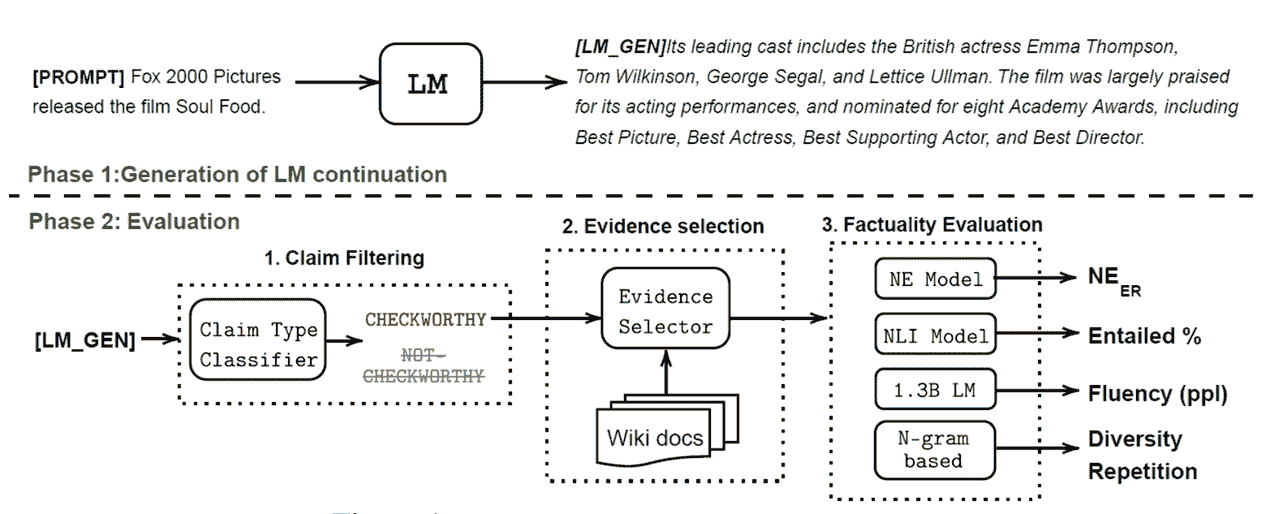 [PROMPT] Fox 2000 Pictures
released the film Soul Food.
LM
[LM_GEN]Its leading cast includes the British actress Emma Thompson,
Tom Wilkinson, George Segal, and Lettice Ullman. The film was largely praised
for its acting performances, and nominated for eight Academy Awards, including
Best Picture, Best Actress, Best Supporting Actor, and Best Director.
Phase 1:Generation of LM continuation
Phase 2: Evaluation
1. Claim Filtering
[LM_GEN]
Claim Type
Classifier
CHECKWORTHY
NOT-
CHECKWORTHY
2. Evidence selection
Evidence
Selector
Wiki docs
3. Factuality Evaluation
NE Model
NE ER
NLI Model
Entailed %
1.3B LM
Fluency (ppl)
N-gram
based
Diversity
Repetition